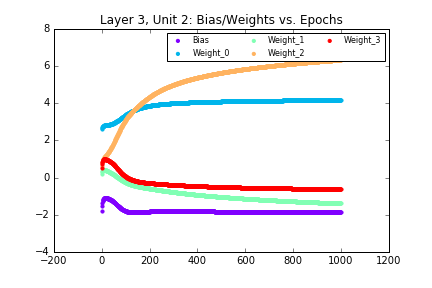 Layer 3, Unit 2: Bias/Weights vs. Epochs
8
6
4
2
0
−2
−4
Bias Weight_1 Weight_3
Weight_0 Weight_2
−200 0 200 400 600 800 1000 1200